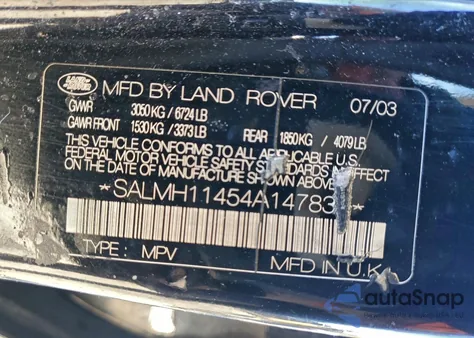 LAND ROVER
MFD BY LAND ROVER 07/03
GVWR 3050 KG / 6724 LB
GAWR FRONT 1530 KG / 3373 LB REAR 1850 KG / 4079 LB
THIS VEHICLE CONFORMS TO ALL APPLICABLE U.S.
FEDERAL MOTOR VEHICLE SAFETY STANDARDS IN EFFECT
ON THE DATE OF MANUFACTURE SHOWN ABOVE
*SALMH11454A14783
TYPE: MPV MFD IN U.K
autoSnap